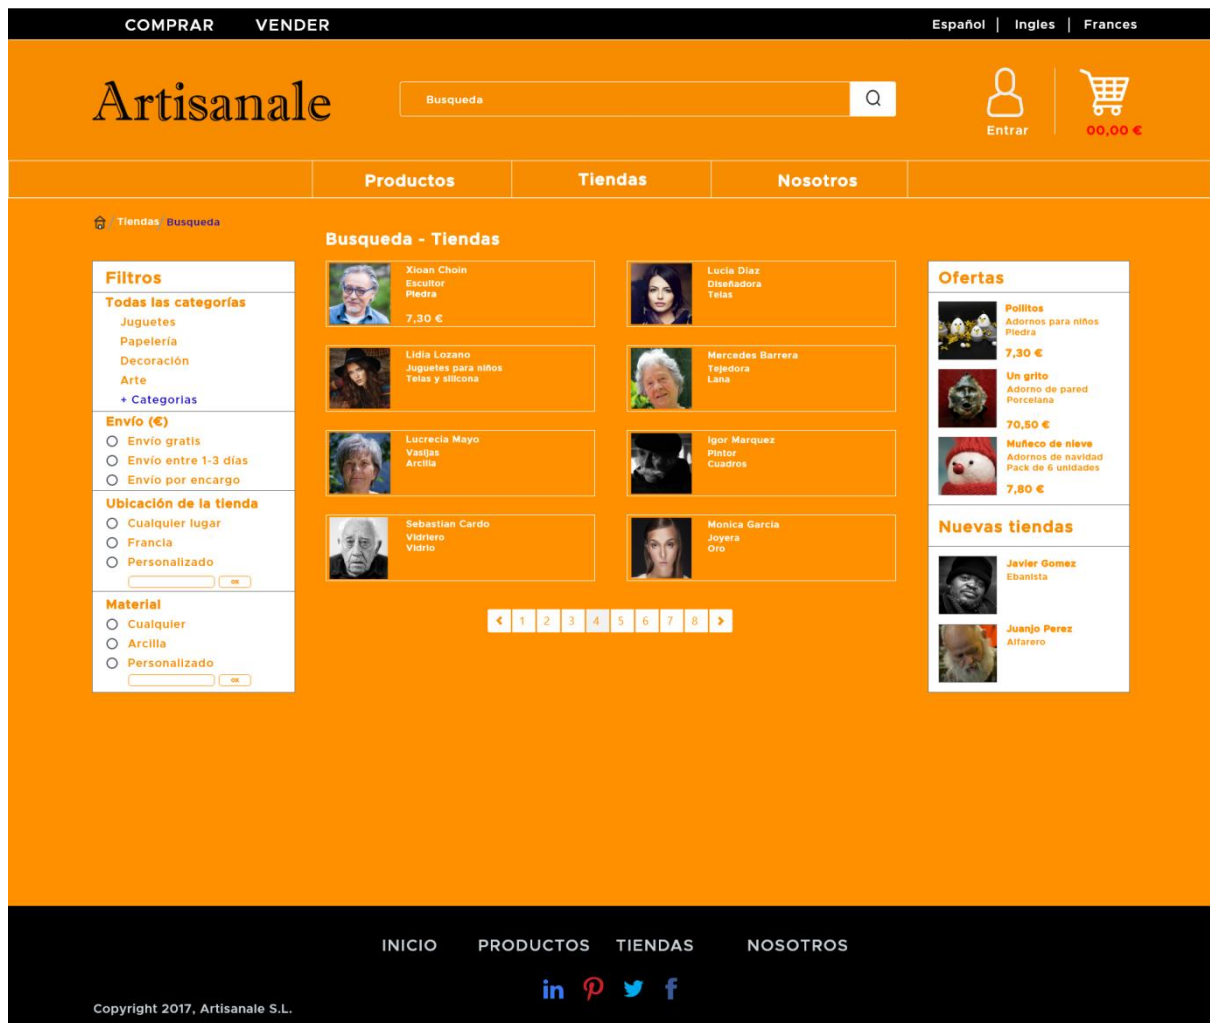 COMPRAR VENDER
Español | Ingles | Frances
Artisanale
Busqueda
Entrar
00,00 €
Productos Tiendas Nosotros
Tiendas Busqueda
Busqueda - Tiendas
Filtros
Todas las categorías
Juguetes
Papelería
Decoración
Arte
+ Categorias
Envío (€)
Envío gratis
Envío entre 1-3 días
Envío por encargo
Ubicación de la tienda
Cualquier lugar
Francia
Personalizado
OK
Material
Cualquier
Arcilla
Personalizado
OK
Xioan Choin
Escultor
Piedra
7,30 €
Lucia Diaz
Diseñadora
Telas
Lidia Lozano
Juguetes para niños
Telas y silicona
Mercedes Barrera
Tejedora
Lana
Lucrecia Mayo
Vasijas
Arcilla
Igor Marquez
Pintor
Cuadros
Sebastian Cardo
Vidriero
Vidrio
Monica Garcia
Joyera
Oro
1 2 3 4 5 6 7 8
Ofertas
Pollitos
Adornos para niños
Piedra
7,30 €
Un grito
Adorno de pared
Porcelana
70,50 €
Muñeco de nieve
Adornos de navidad
Pack de 6 unidades
7,80 €
Nuevas tiendas
Javier Gomez
Ebanista
Juanjo Perez
Alfarero
INICIO PRODUCTOS TIENDAS NOSOTROS
Copyright 2017, Artisanale S.L.